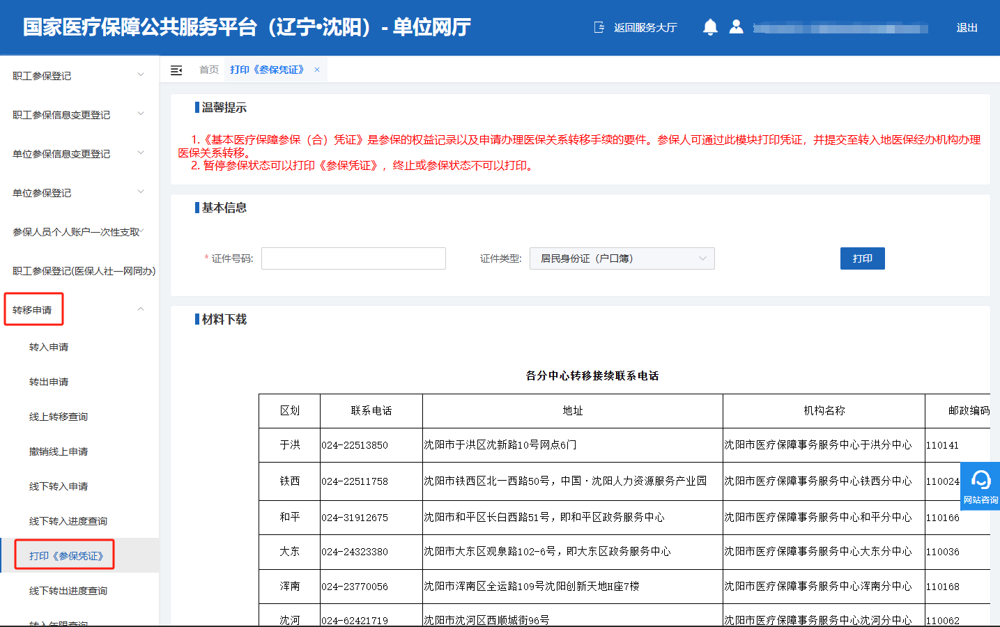 国家医疗保障公共服务平台（辽宁•沈阳）- 单位网厅
返回服务大厅
退出
职工参保登记
职工参保信息变更登记
单位参保信息变更登记
单位参保登记
参保人员个人账户一次性支取
职工参保登记(医保人社一网同办)
转移申请
转入申请
转出申请
线上转移查询
撤销线上申请
线下转入申请
线下转入进度查询
打印《参保凭证》
线下转出进度查询
转入年限查询
首页 打印《参保凭证》 ×
温馨提示
1.《基本医疗保障参保（合）凭证》是参保的权益记录以及申请办理医保关系转移手续的要件。参保人可通过此模块打印凭证，并提交至转入地医保经办机构办理
医保关系转移。
2. 暂停参保状态可以打印《参保凭证》，终止或参保状态不可以打印。
基本信息
* 证件号码: 证件类型: 居民身份证（户口簿） 打印
材料下载
各分中心转移接续联系电话
区划 联系电话 地址 机构名称 邮政编码
于洪 024-22513850 沈阳市于洪区沈新路10号网点6门 沈阳市医疗保障事务服务中心于洪分中心 110141
铁西 024-22511758 沈阳市铁西区北一西路50号，中国·沈阳人力资源服务产业园 沈阳市医疗保障事务服务中心铁西分中心 110024
和平 024-31912675 沈阳市和平区长白西路51号，即和平区政务服务中心 沈阳市医疗保障事务服务中心和平分中心 110166
大东 024-24323380 沈阳市大东区观泉路102-6号，即大东区政务服务中心 沈阳市医疗保障事务服务中心大东分中心 110036
浑南 024-23770056 沈阳市浑南区全运路109号沈阳创新天地H座7楼 沈阳市医疗保障事务服务中心浑南分中心 110168
沈河 024-62421719 沈阳市沈河区西顺城街96号 沈阳市医疗保障事务服务中心沈河分中心 110062
网站咨询